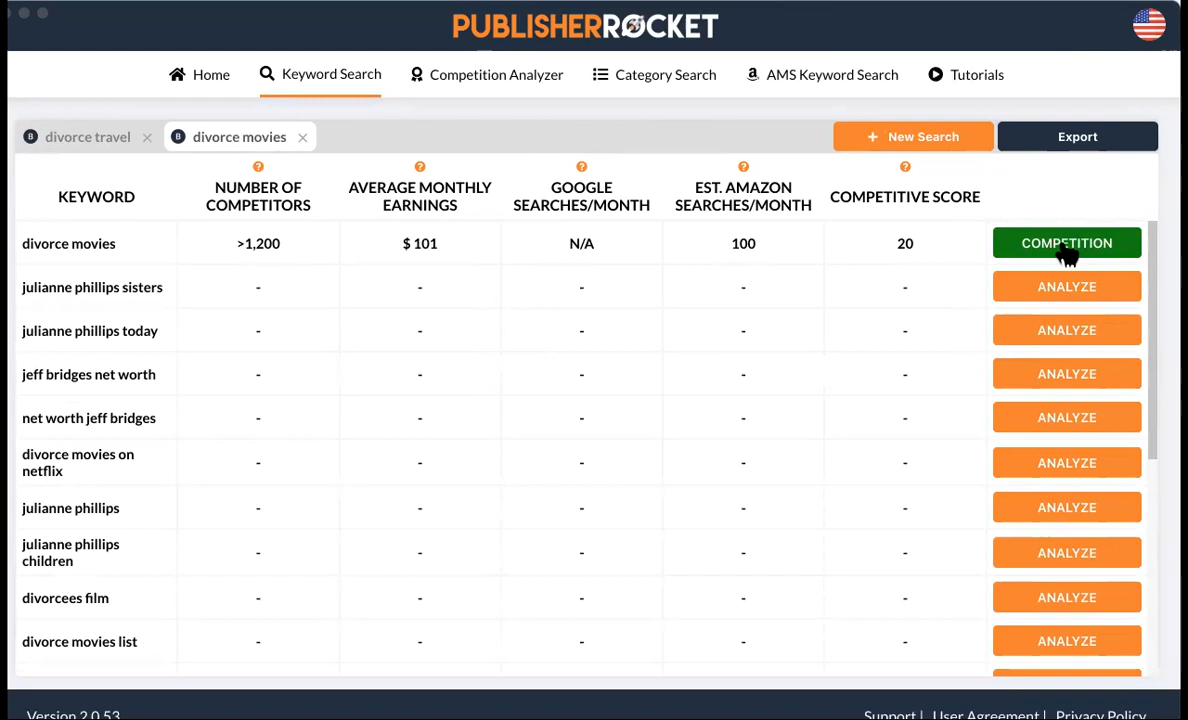 PUBLISHERROCKET
Home
Keyword Search
Competition Analyzer
Category Search
AMS Keyword Search
Tutorials
B divorce travel
B divorce movies
+ New Search
Export
KEYWORD
? NUMBER OF COMPETITORS
? AVERAGE MONTHLY EARNINGS
? GOOGLE SEARCHES/MONTH
? EST. AMAZON SEARCHES/MONTH
? COMPETITIVE SCORE
divorce movies >1,200 $ 101 N/A 100 20 COMPETITION
julianne phillips sisters - - - - - ANALYZE
julianne phillips today - - - - - ANALYZE
jeff bridges net worth - - - - - ANALYZE
net worth jeff bridges - - - - - ANALYZE
divorce movies on netflix - - - - - ANALYZE
julianne phillips - - - - - ANALYZE
julianne phillips children - - - - - ANALYZE
divorcees film - - - - - ANALYZE
divorce movies list - - - - - ANALYZE
Version 2.0.53
Support | User Agreement | Privacy Policy